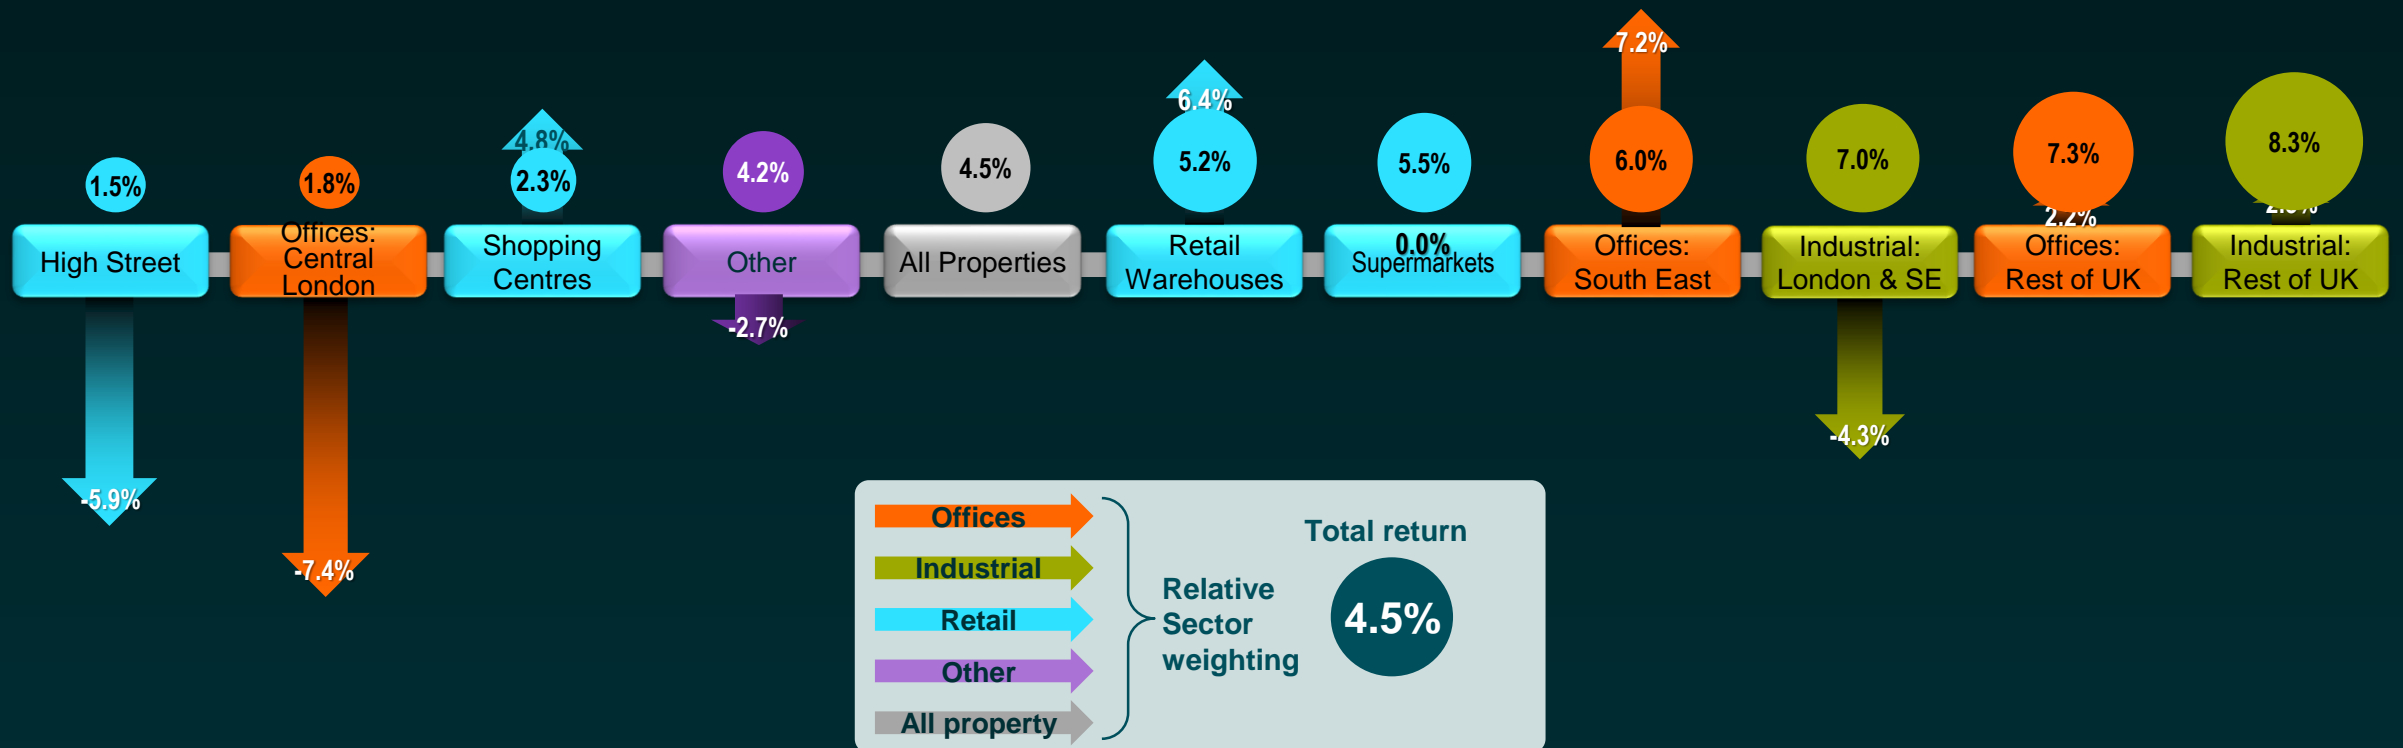 7.2%
6.4%
4.8%
1.5%
1.8%
2.3%
4.2%
4.5%
5.2%
5.5%
6.0%
7.0%
7.3%
8.3%
2.2%
High Street
Offices:
Central
London
Shopping
Centres
Other
All Properties
Retail
Warehouses
0.0%
Supermarkets
Offices:
South East
Industrial:
London & SE
Offices:
Rest of UK
Industrial:
Rest of UK
-5.9%
-7.4%
-2.7%
-4.3%
Offices
Industrial
Retail
Other
All property
Relative
Sector
weighting
Total return
4.5%